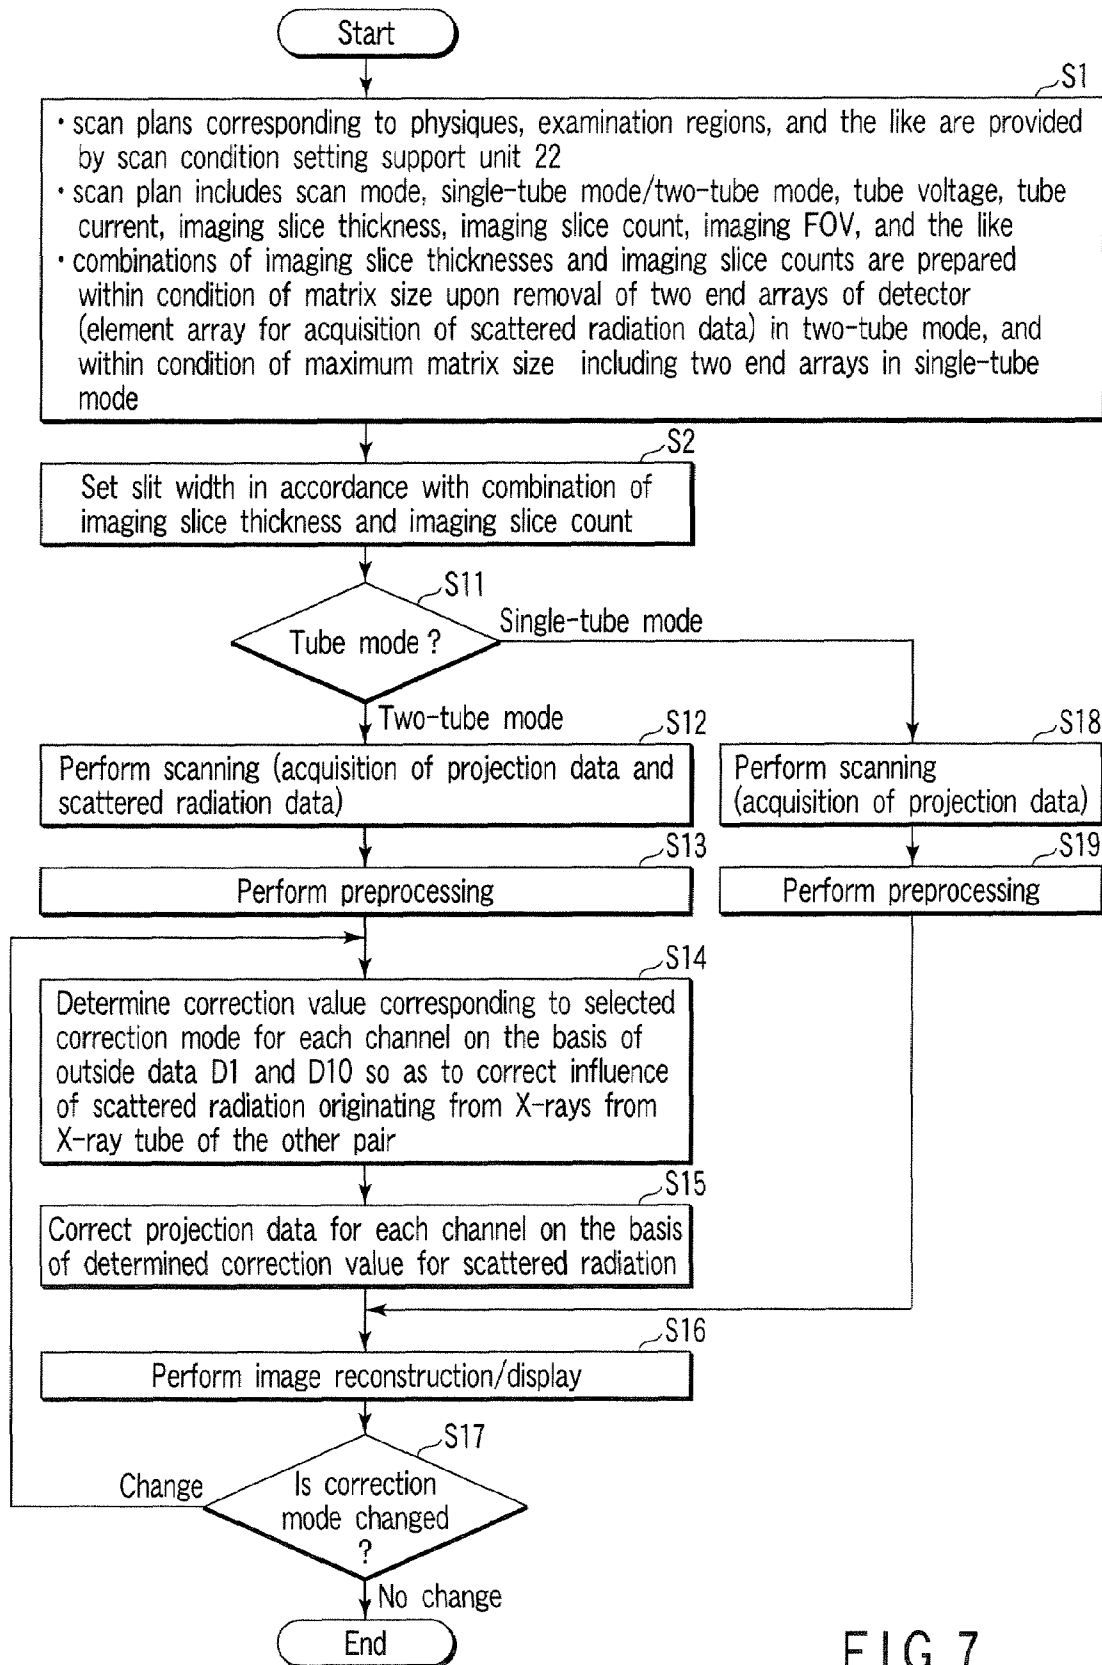 Start
S1
・scan plans corresponding to physiques, examination regions, and the like are provided
by scan condition setting support unit 22
・scan plan includes scan mode, single-tube mode/two-tube mode, tube voltage, tube
current, imaging slice thickness, imaging slice count, imaging FOV, and the like
・combinations of imaging slice thicknesses and imaging slice counts are prepared
within condition of matrix size upon removal of two end arrays of detector
(element array for acquisition of scattered radiation data) in two-tube mode, and
within condition of maximum matrix size including two end arrays in single-tube
mode
S2
Set slit width in accordance with combination of
imaging slice thickness and imaging slice count
S11
Tube mode ?
Single-tube mode
Two-tube mode
S12
Perform scanning (acquisition of projection data and
scattered radiation data)
S18
Perform scanning
(acquisition of projection data)
S13
Perform preprocessing
S19
Perform preprocessing
S14
Determine correction value corresponding to selected
correction mode for each channel on the basis of
outside data D1 and D10 so as to correct influence
of scattered radiation originating from X-rays from
X-ray tube of the other pair
S15
Correct projection data for each channel on the basis
of determined correction value for scattered radiation
S16
Perform image reconstruction/display
S17
Change
Is correction
mode changed
?
No change
End
FIG. 7